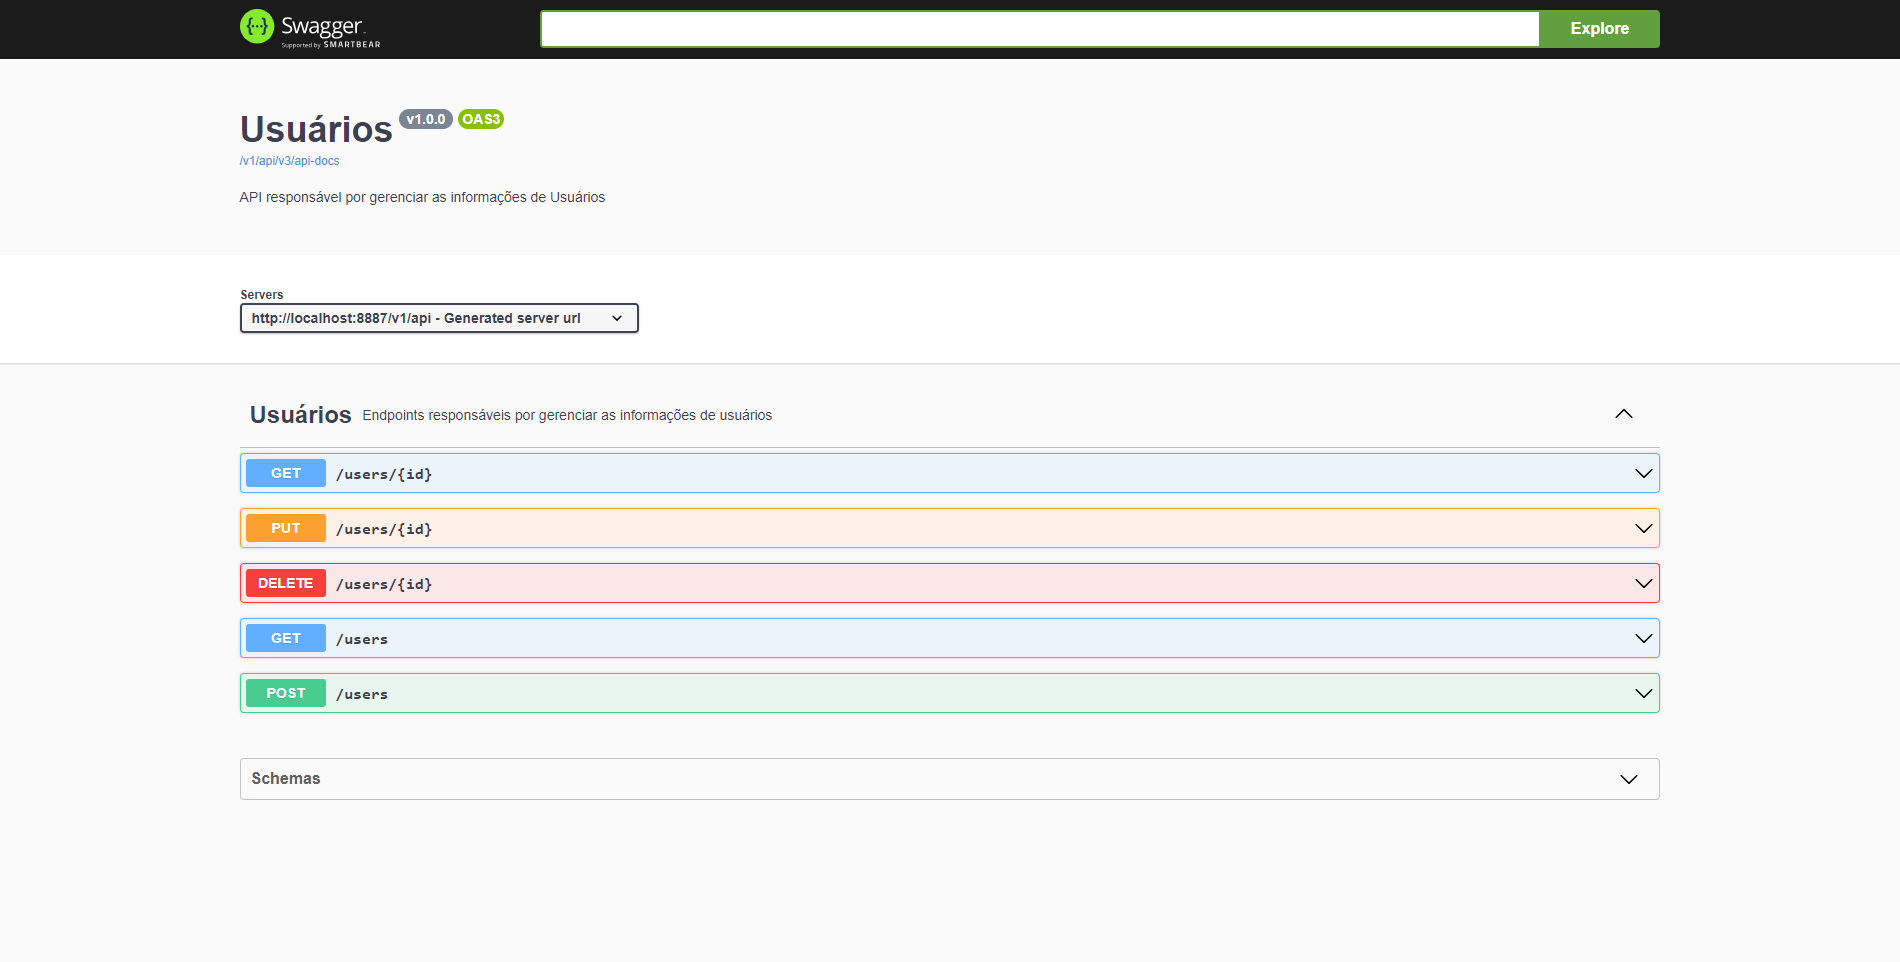 Swagger.
Supported by SMARTBEAR
Explore
Usuários v1.0.0 OAS3
/v1/api/v3/api-docs
API responsável por gerenciar as informações de Usuários
Servers
http://localhost:8887/v1/api - Generated server url
Usuários Endpoints responsáveis por gerenciar as informações de usuários
GET /users/{id}
PUT /users/{id}
DELETE /users/{id}
GET /users
POST /users
Schemas